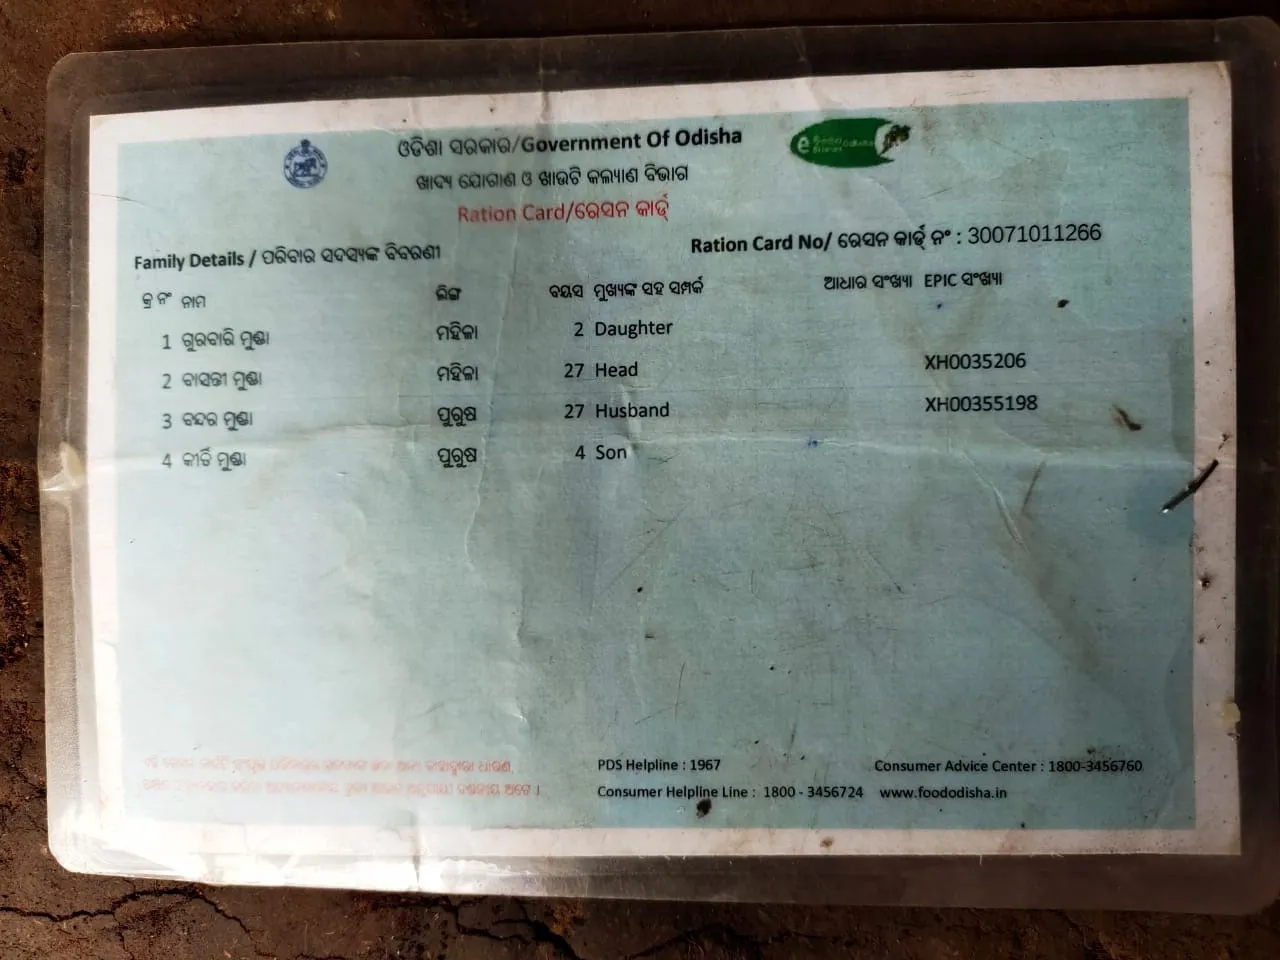 ଓଡିଶା ସରକାର/Government Of Odisha
ଖାଦ୍ୟ ଯୋଗାଣ ଓ ଖାଉଟି କଲ୍ୟାଣ ବିଭାଗ
Ration Card/ରେସନ କାର୍ଡ୍
Ration Card No/ ରେସନ କାର୍ଡ୍ ନଂ : 30071011266
Family Details / ପରିବାର ସଦସ୍ୟଙ୍କ ବିବରଣୀ
କ୍ର ନଂ ନାମ ଲିଙ୍ଗ ବୟସ ମୁଖ୍ୟଙ୍କ ସହ ସମ୍ପର୍କ ଆଧାର ସଂଖ୍ୟା EPIC ସଂଖ୍ୟା
1 ଗୁରବାରି ମୁଣ୍ଡା ମହିଳା 2 Daughter
2 ବାସନ୍ତୀ ମୁଣ୍ଡା ମହିଳା 27 Head XH0035206
3 ବନ୍ଦର ମୁଣ୍ଡା ପୁରୁଷ 27 Husband XH00355198
4 କୀର୍ତି ମୁଣ୍ଡା ପୁରୁଷ 4 Son
PDS Helpline : 1967 Consumer Advice Center : 1800-3456760
Consumer Helpline Line : 1800 - 3456724 www.foododisha.in